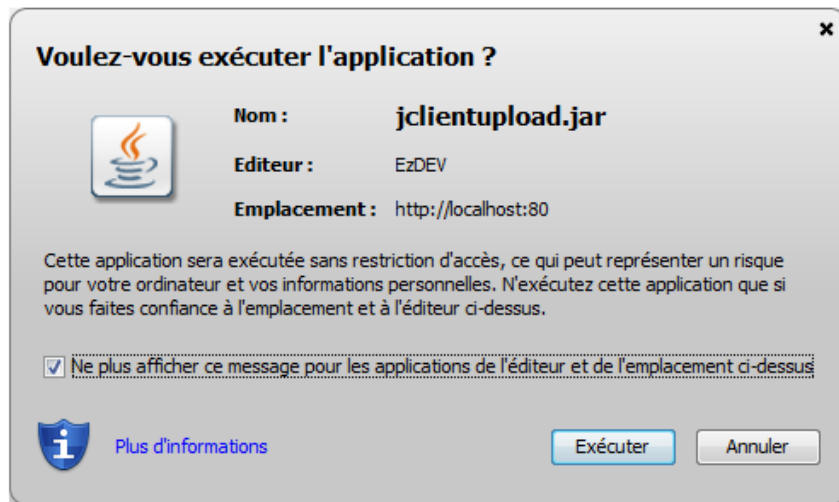 Voulez-vous exécuter l'application ?
Nom : jclientupload.jar
Editeur : EzDEV
Emplacement : http://localhost:80
Cette application sera exécutée sans restriction d'accès, ce qui peut représenter un risque
pour votre ordinateur et vos informations personnelles. N'exécutez cette application que si
vous faites confiance à l'emplacement et à l'éditeur ci-dessus.
Ne plus afficher ce message pour les applications de l'éditeur et de l'emplacement ci-dessus
Plus d'informations Exécuter Annuler